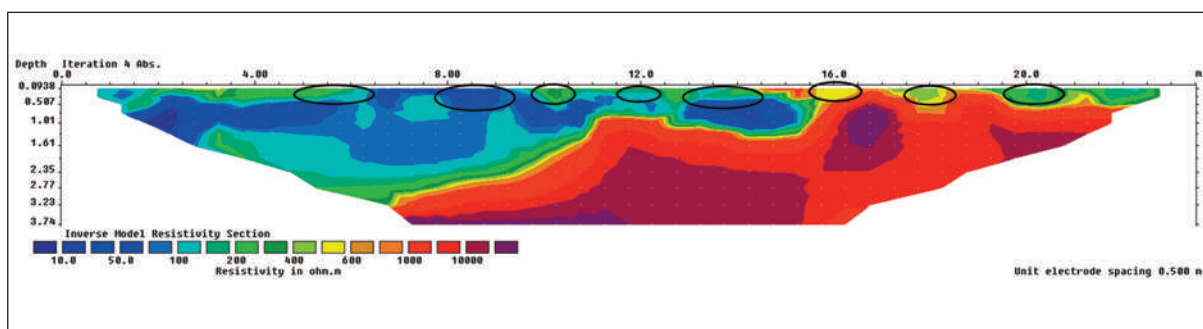 Depth Iteration 4 Abs.
0.0 4.00 8.00 12.0 16.0 20.0 m.
0.0938
0.507
1.01
1.61
2.35
2.77
3.23
3.74
Inverse Model Resistivity Section
10.0 50.0 100 200 400 600 1000 10000
Resistivity in ohm.m
Unit electrode spacing 0.500 m